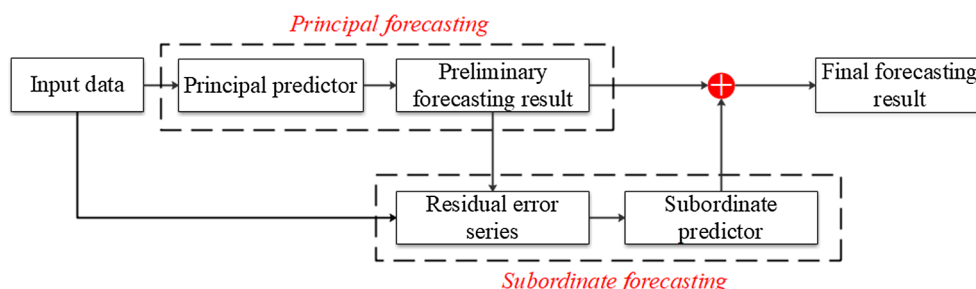 Principal forecasting
Input data
Principal predictor
Preliminary
forecasting result
Final forecasting
result
Residual error
series
Subordinate
predictor
Subordinate forecasting